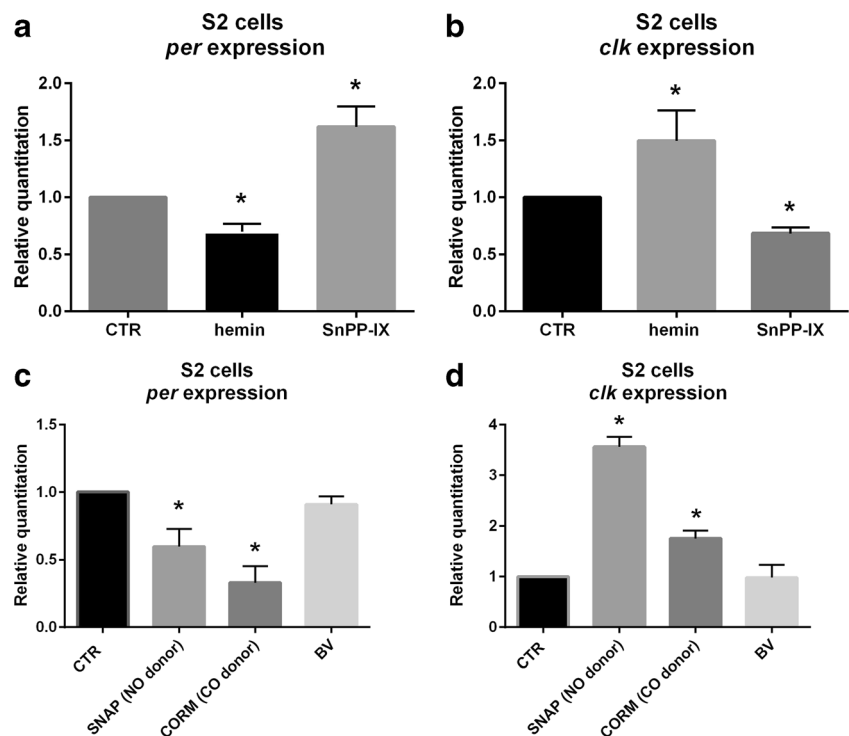 a
S2 cells
per expression
Relative quantitation
2.0
1.5
1.0
0.5
0.0
*
*
CTR
hemin
SnPP-IX
b
S2 cells
clk expression
Relative quantitation
2.0
1.5
1.0
0.5
0.0
*
*
CTR
hemin
SnPP-IX
c
S2 cells
per expression
Relative quantitation
1.5
1.0
0.5
0.0
*
*
CTR
SNAP (NO donor)
CORM (CO donor)
BV
d
S2 cells
clk expression
Relative quantitation
4
3
2
1
0
*
*
CTR
SNAP (NO donor)
CORM (CO donor)
BV